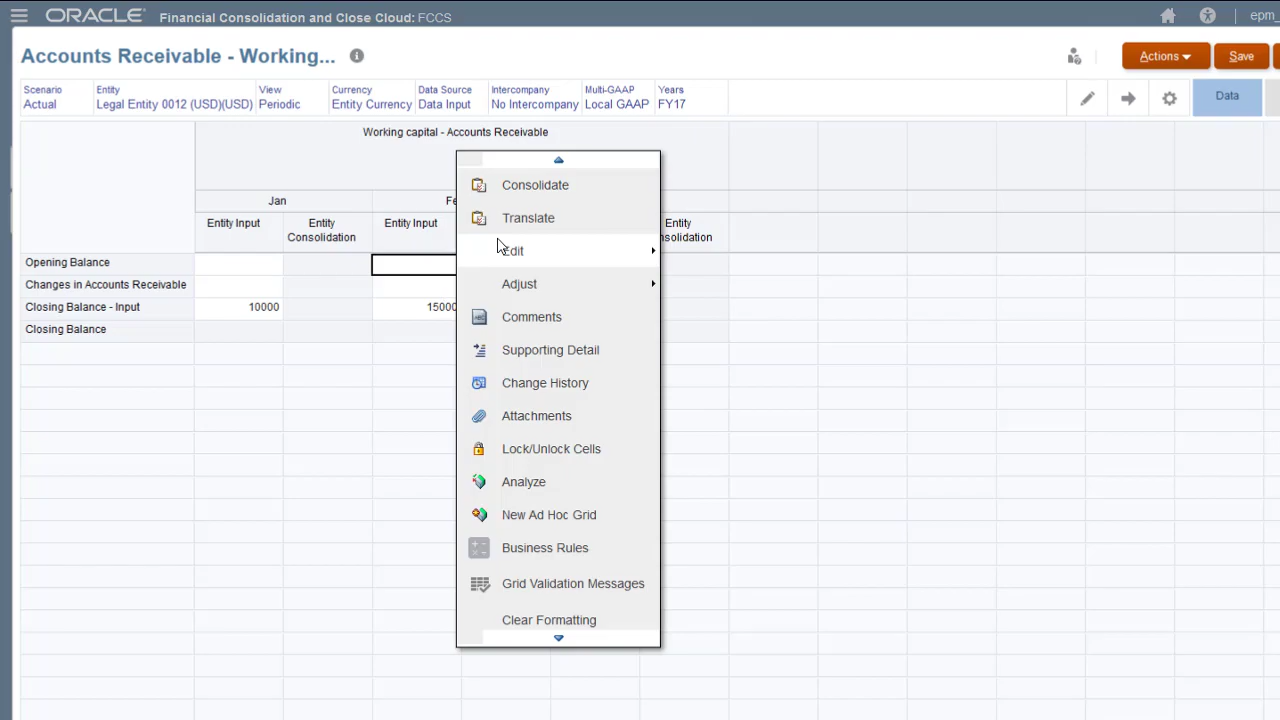 ORACLE® Financial Consolidation and Close Cloud: FCCS
epm_
Accounts Receivable - Working...
Actions
Save
Scenario Entity View Currency Data Source Intercompany Multi-GAAP Years
Actual Legal Entity 0012 (USD)(USD) Periodic Entity Currency Data Input No Intercompany Local GAAP FY17
Data
Working capital - Accounts Receivable
Jan Fe
Entity Input Entity Consolidation Entity Input Entity nsolidation
Opening Balance
Changes in Accounts Receivable
Closing Balance - Input 10000 15000
Closing Balance
Consolidate
Translate
Edit
Adjust
Comments
Supporting Detail
Change History
Attachments
Lock/Unlock Cells
Analyze
New Ad Hoc Grid
Business Rules
Grid Validation Messages
Clear Formatting